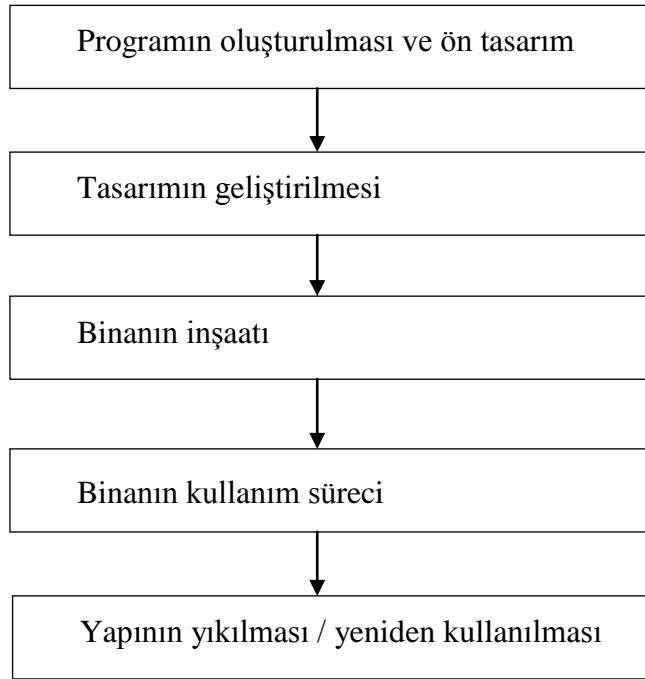 Programın oluşturulması ve ön tasarım
Tasarımın geliştirilmesi
Binanın inşaatı
Binanın kullanım süreci
Yapının yıkılması / yeniden kullanılması